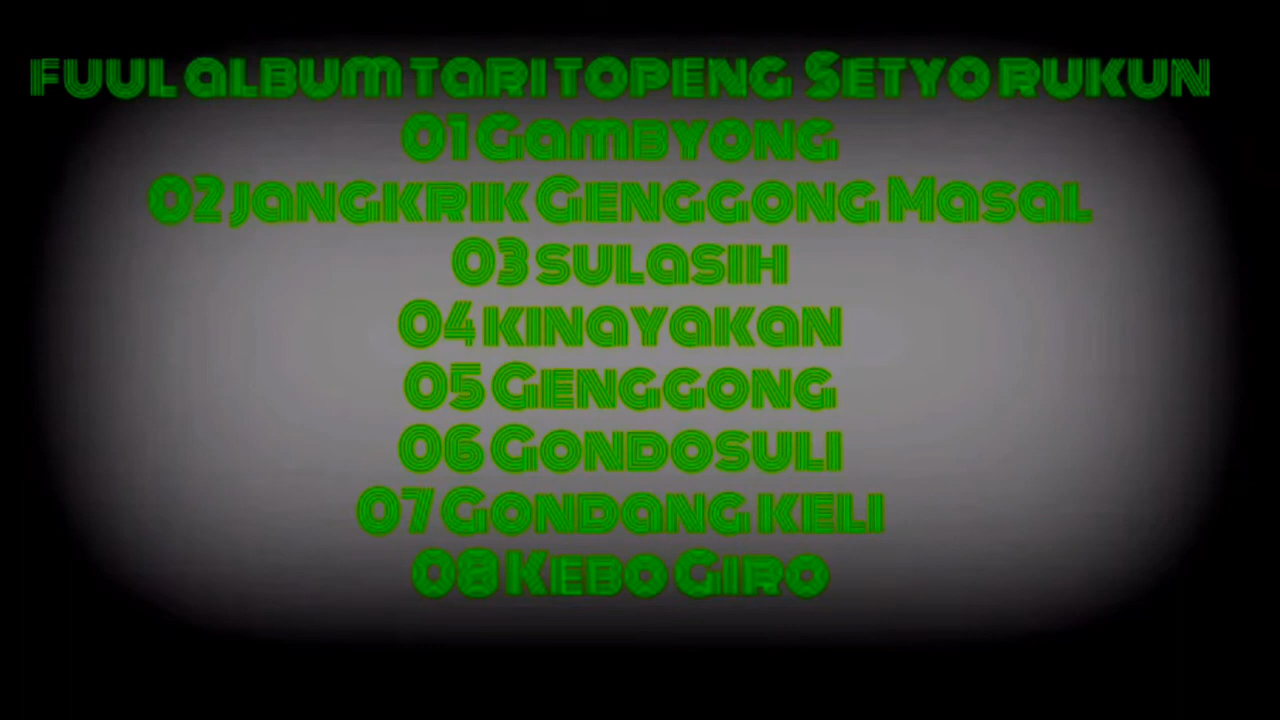 FUUL ALBUM TARI TOPENG SETYO RUKUN
01 GAMBYONG
02 JANGKRIK GENGGONG MASAL
03 SULASIH
04 KINAYAKAN
05 GENGGONG
06 GONDOSULI
07 GONDANG KELI
08 KEBO GIRO